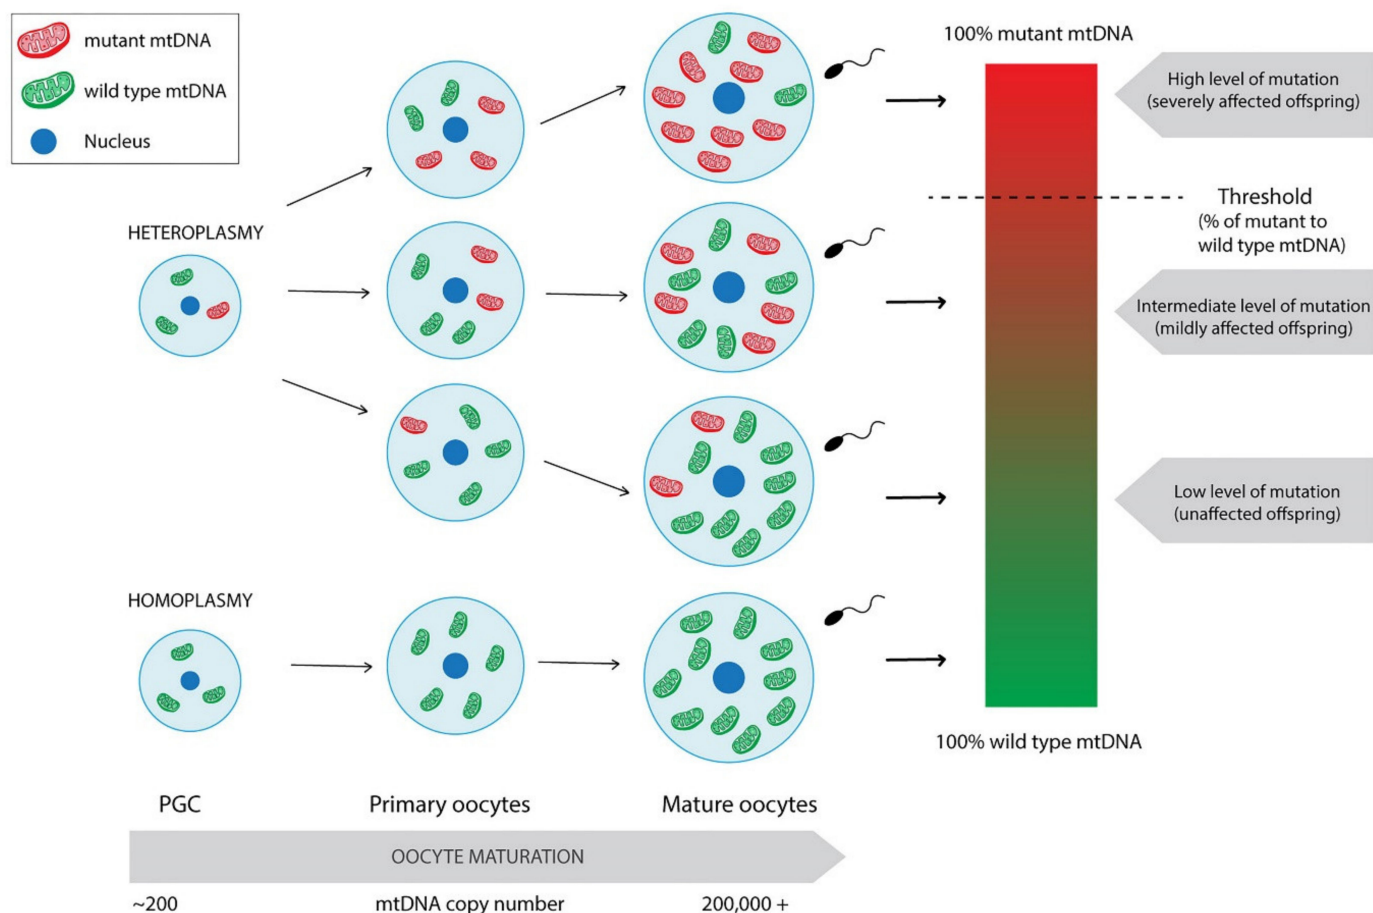 mutant mtDNA
wild type mtDNA
Nucleus
100% mutant mtDNA
High level of mutation
(severely affected offspring)
Threshold
(% of mutant to
wild type mtDNA)
HETEROPLASMY
Intermediate level of mutation
(mildly affected offspring)
Low level of mutation
(unaffected offspring)
HOMOPLASMY
100% wild type mtDNA
PGC
Primary oocytes
Mature oocytes
OOCYTE MATURATION
~200
mtDNA copy number
200,000 +